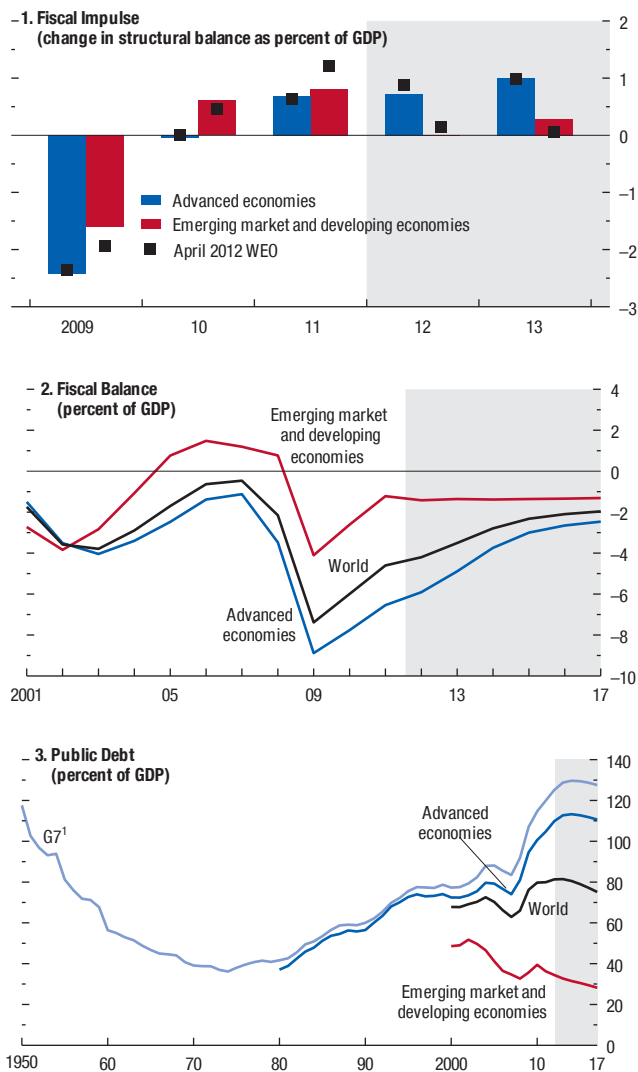 1. Fiscal Impulse
(change in structural balance as percent of GDP)
2
1
0
–1
–2
–3
Advanced economies
Emerging market and developing economies
April 2012 WEO
2009 10 11 12 13
2. Fiscal Balance
(percent of GDP)
4
2
0
–2
–4
–6
–8
–10
Emerging market
and developing
economies
World
Advanced
economies
2001 05 09 13 17
3. Public Debt
(percent of GDP)
140
120
100
80
60
40
20
0
G7¹
Advanced
economies
World
Emerging market and
developing economies
1950 60 70 80 90 2000 10 17